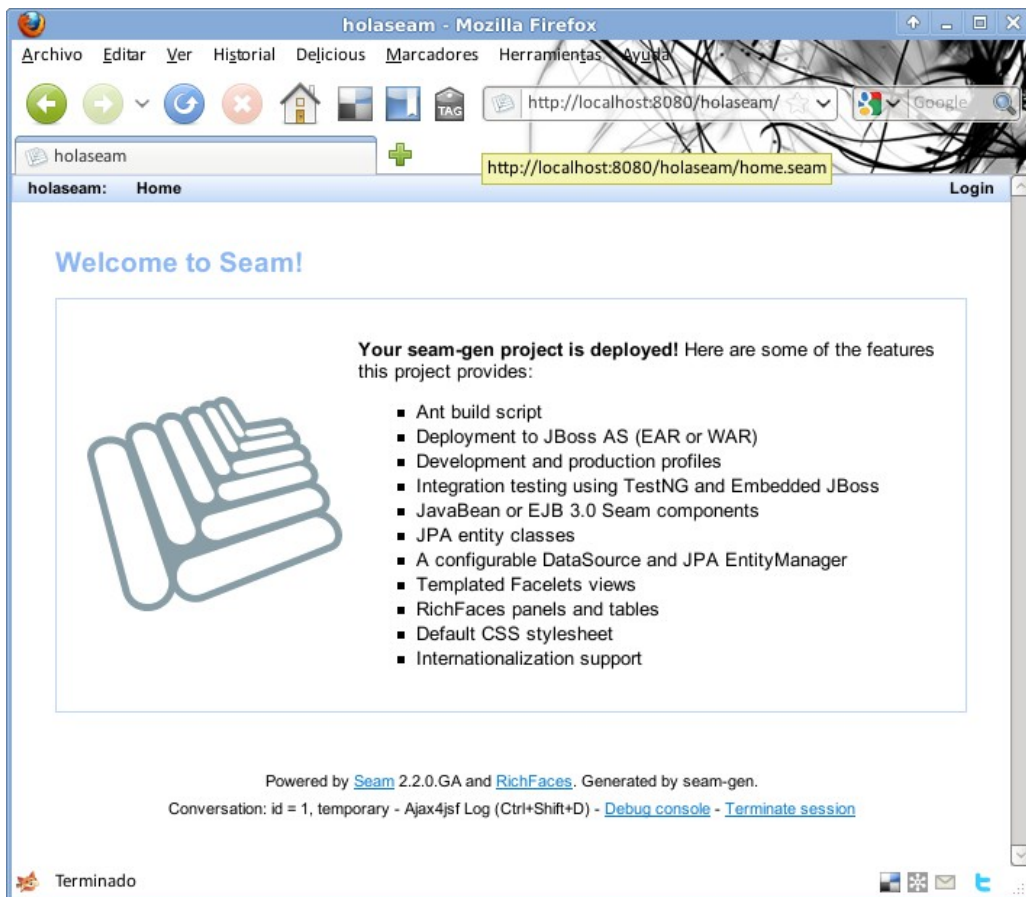 holaseam - Mozilla Firefox
Archivo Editar Ver Historial Delicious Marcadores Herramientas Ayuda
TAG http://localhost:8080/holaseam/ Google
holaseam
http://localhost:8080/holaseam/home.seam
holaseam: Home Login
Welcome to Seam!
Your seam-gen project is deployed! Here are some of the features
this project provides:
Ant build script
Deployment to JBoss AS (EAR or WAR)
Development and production profiles
Integration testing using TestNG and Embedded JBoss
JavaBean or EJB 3.0 Seam components
JPA entity classes
A configurable DataSource and JPA EntityManager
Templated Facelets views
RichFaces panels and tables
Default CSS stylesheet
Internationalization support
Powered by Seam 2.2.0.GA and RichFaces. Generated by seam-gen.
Conversation: id = 1, temporary - Ajax4jsf Log (Ctrl+Shift+D) - Debug console - Terminate session
Terminado